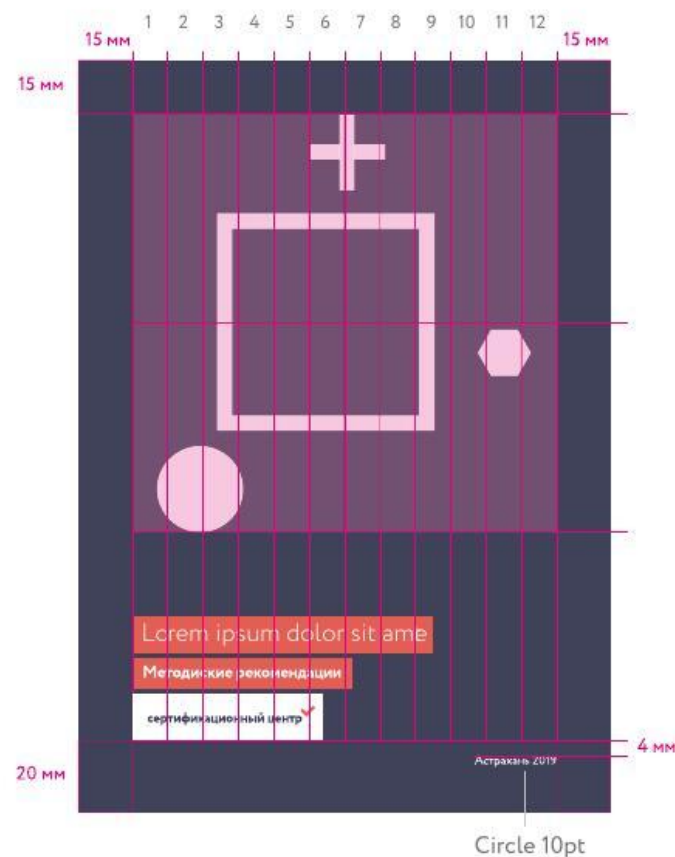 1 2 3 4 5 6 7 8 9 10 11 12
15 мм 15 мм
15 мм
Lorem ipsum dolor sit ame
Методиские рекомендации
сертификационный центр
4 мм
Астрахань 2019
20 мм
Circle 10pt